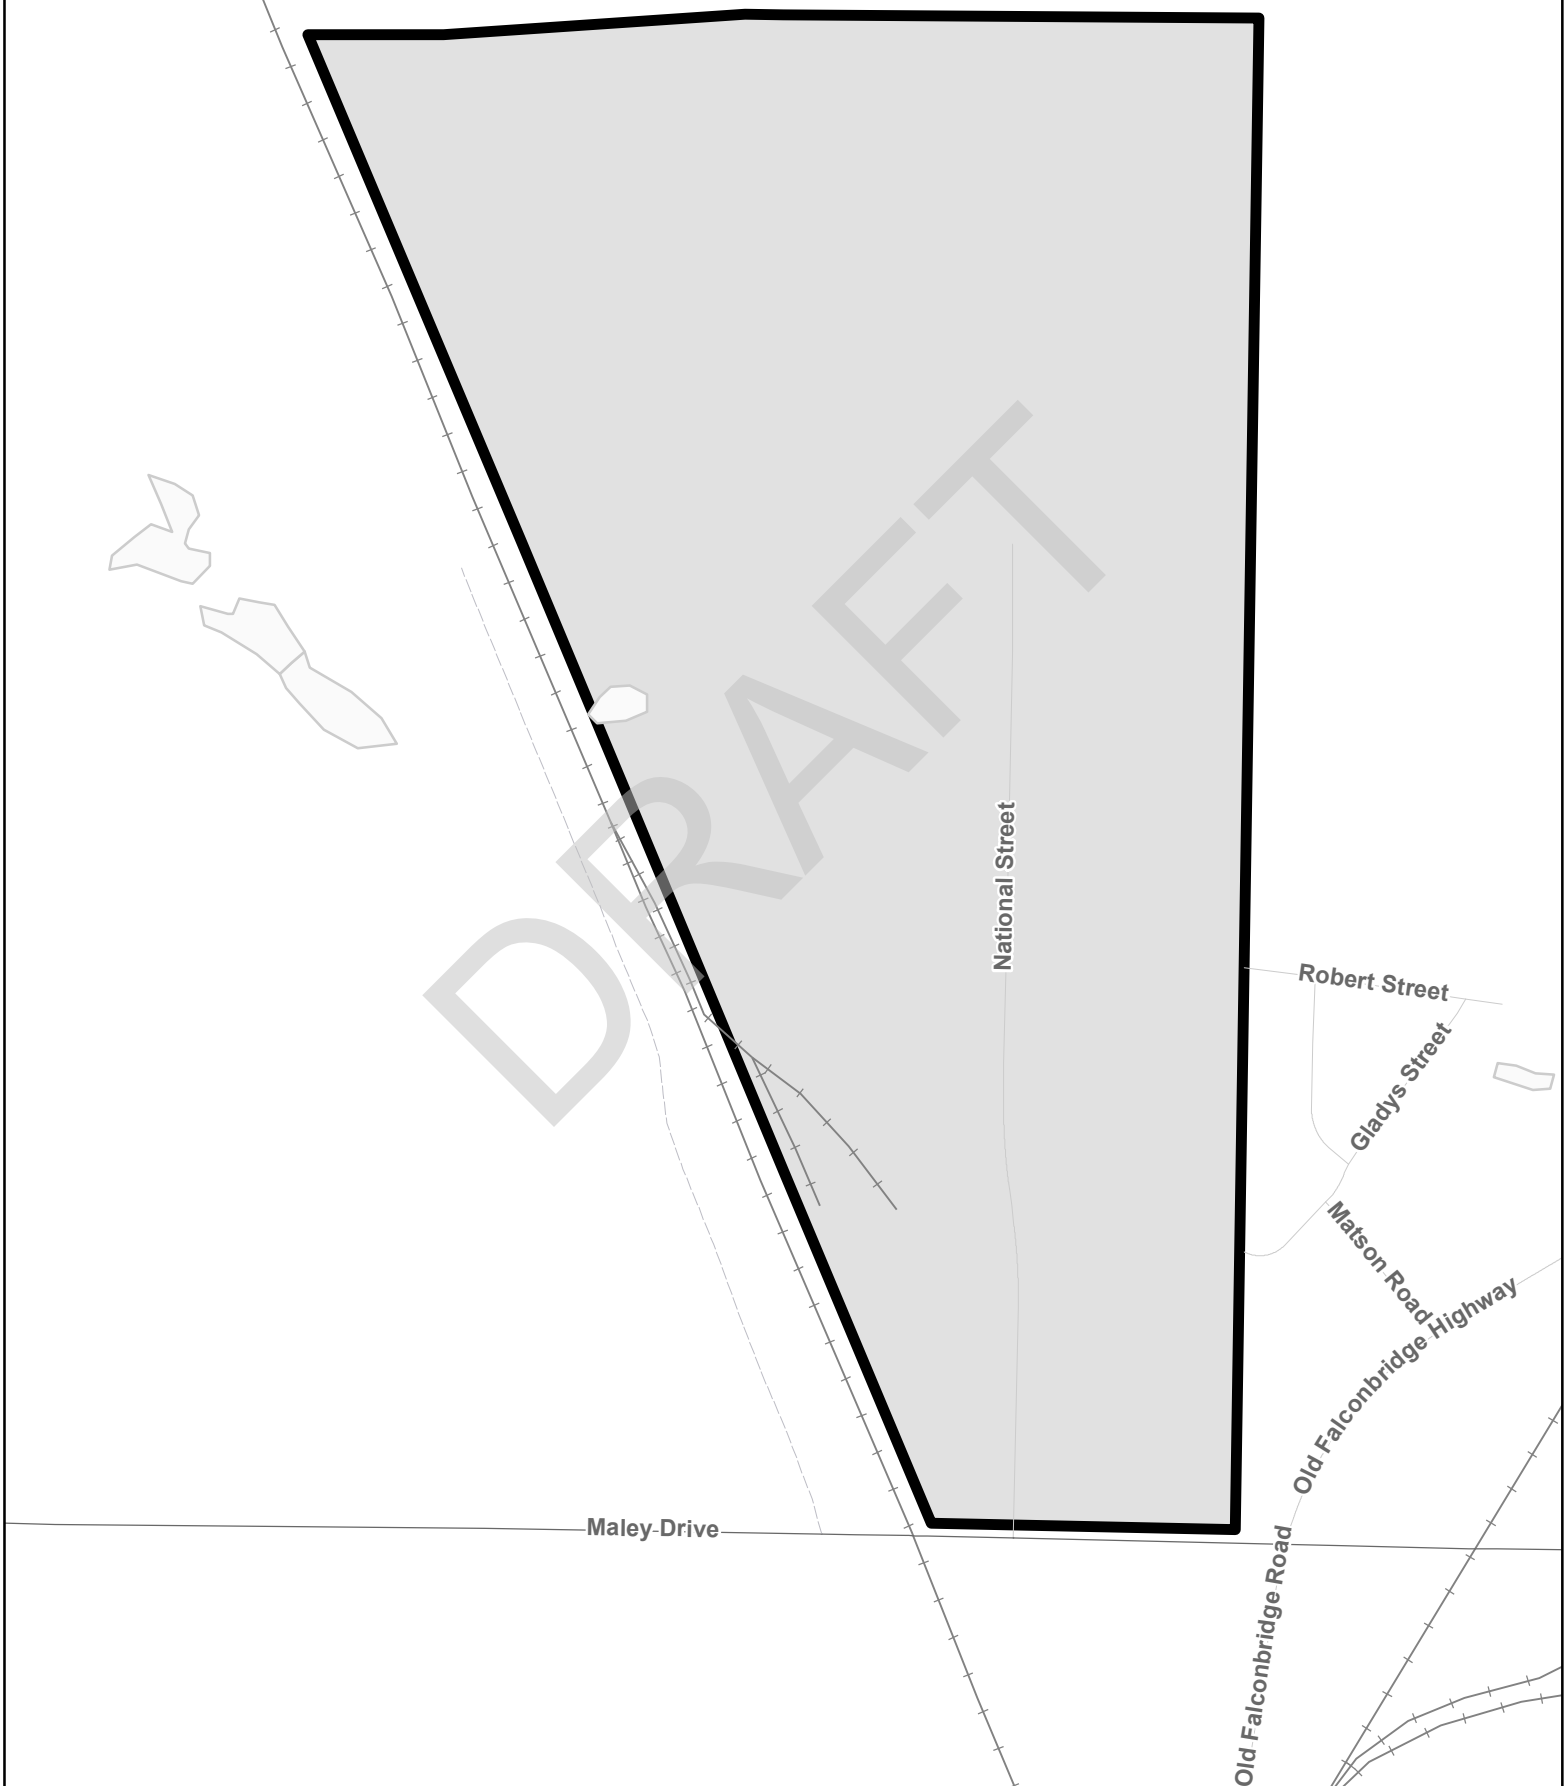 DRAFT
National Street
Robert Street
Gladys Street
Matson Road
Old Falconbridge Highway
Maley Drive
Old Falconbridge Road